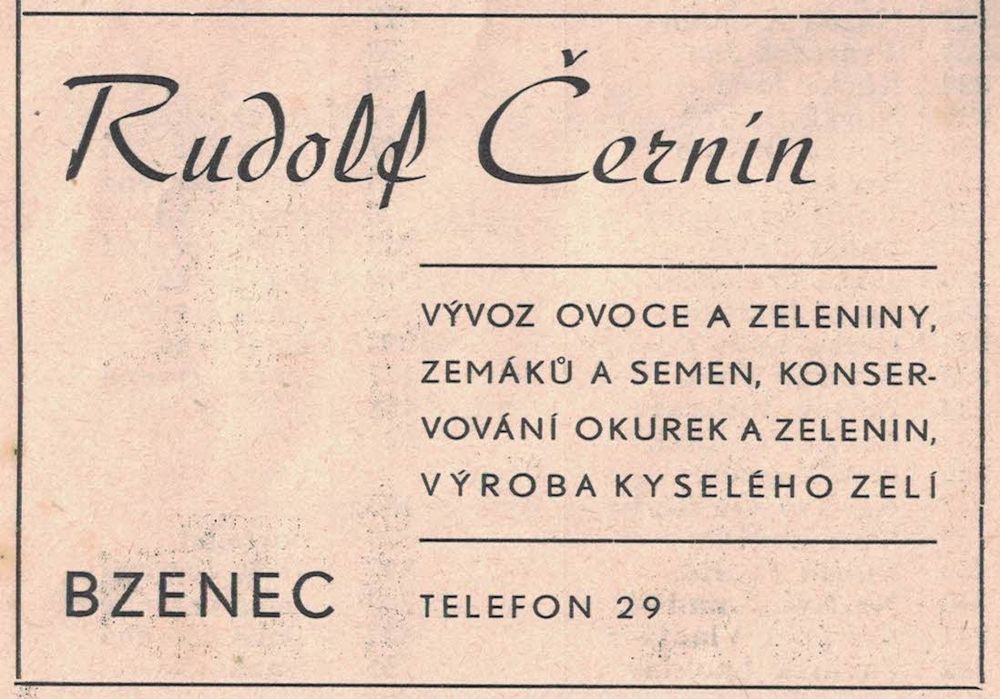 Rudolf Černín
VÝVOZ OVOCE A ZELENINY,
ZEMÁKŮ A SEMEN, KONSER-
VOVÁNÍ OKUREK A ZELENIN,
VÝROBA KYSELÉHO ZELÍ
BZENEC TELEFON 29